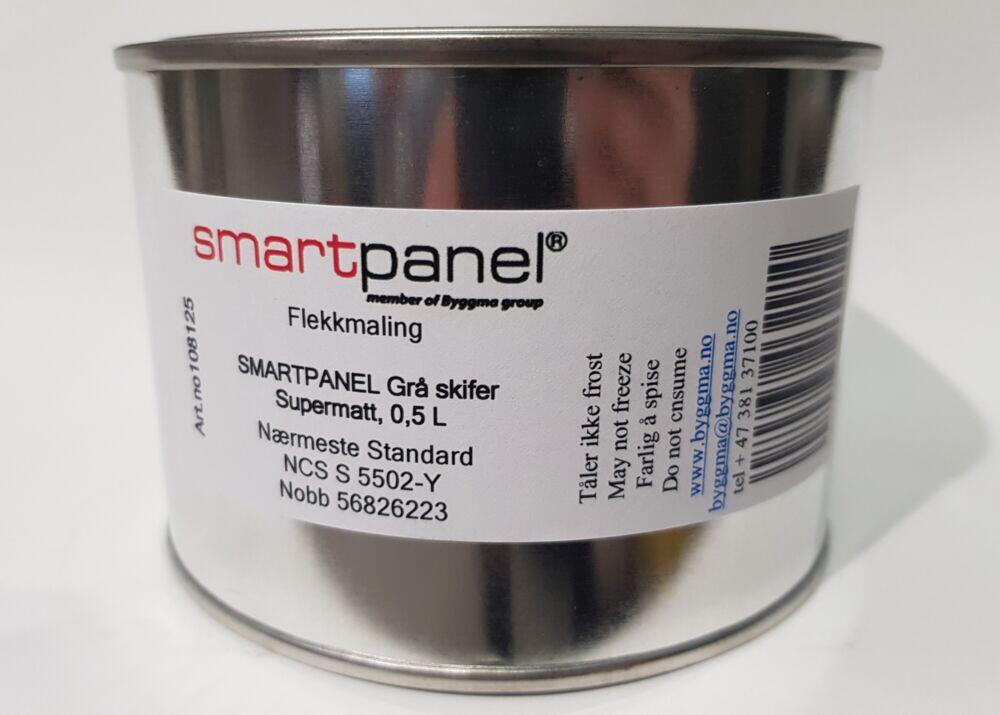 smartpanel®
member of Byggma group
Flekkmaling
SMARTPANEL Grå skifer
Supermatt, 0,5 L
Nærmeste Standard
NCS S 5502-Y
Nobb 56826223
Art.no108125
Tåler ikke frost
May not freeze
Farlig å spise
Do not cnsume
www.byggma.no
byggma@byggma.no
tel + 47 381 37100